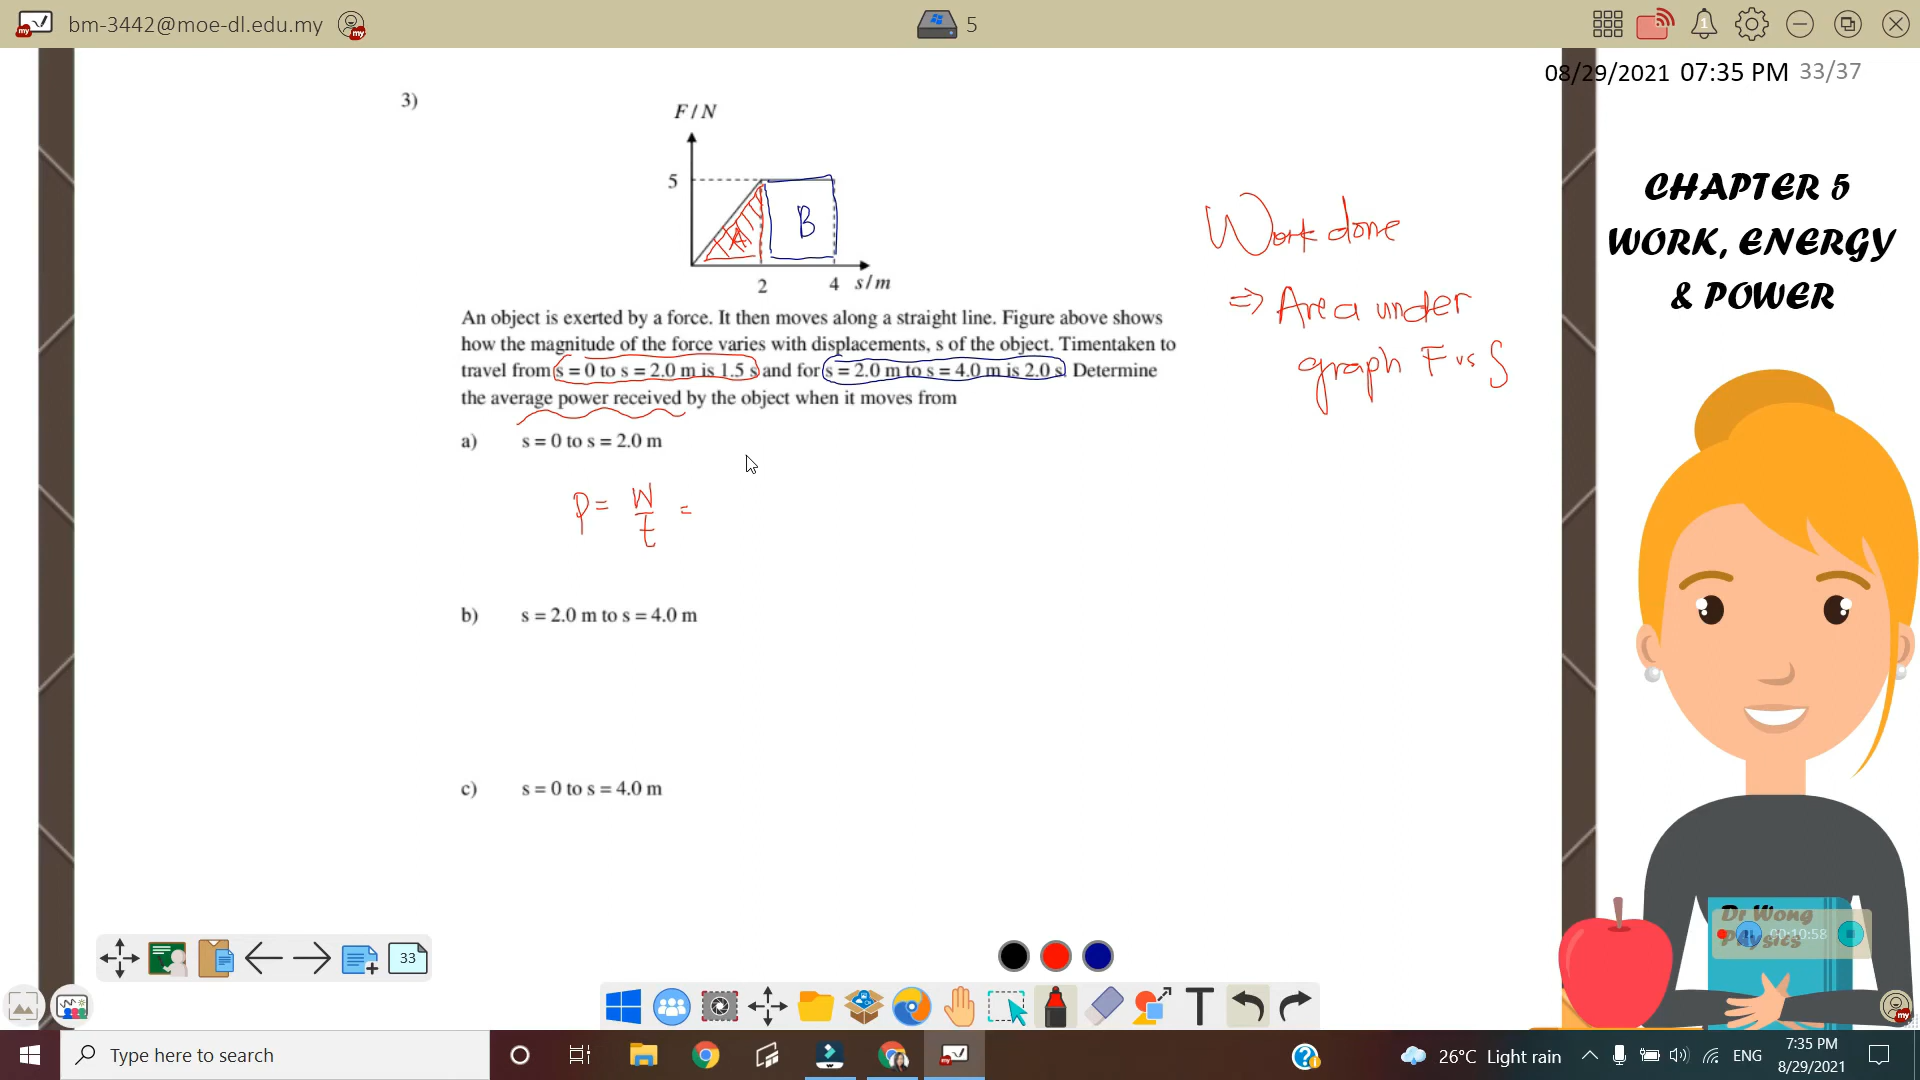 bm-3442@moe-dl.edu.my
5
08/29/2021 07:35 PM 33/37
3)
F / N
5
A
B
2
4
s / m
Work done
=> Area under
graph F vs S
CHAPTER 5
WORK, ENERGY
& POWER
An object is exerted by a force. It then moves along a straight line. Figure above shows
how the magnitude of the force varies with displacements, s of the object. Timentaken to
travel from s = 0 to s = 2.0 m is 1.5 s and for s = 2.0 m to s = 4.0 m is 2.0 s. Determine
the average power received by the object when it moves from
a) s = 0 to s = 2.0 m
P = W/t =
b) s = 2.0 m to s = 4.0 m
c) s = 0 to s = 4.0 m
Dr Wong
Physics
00:10:58
33
T
Type here to search
26°C Light rain
ENG
7:35 PM
8/29/2021